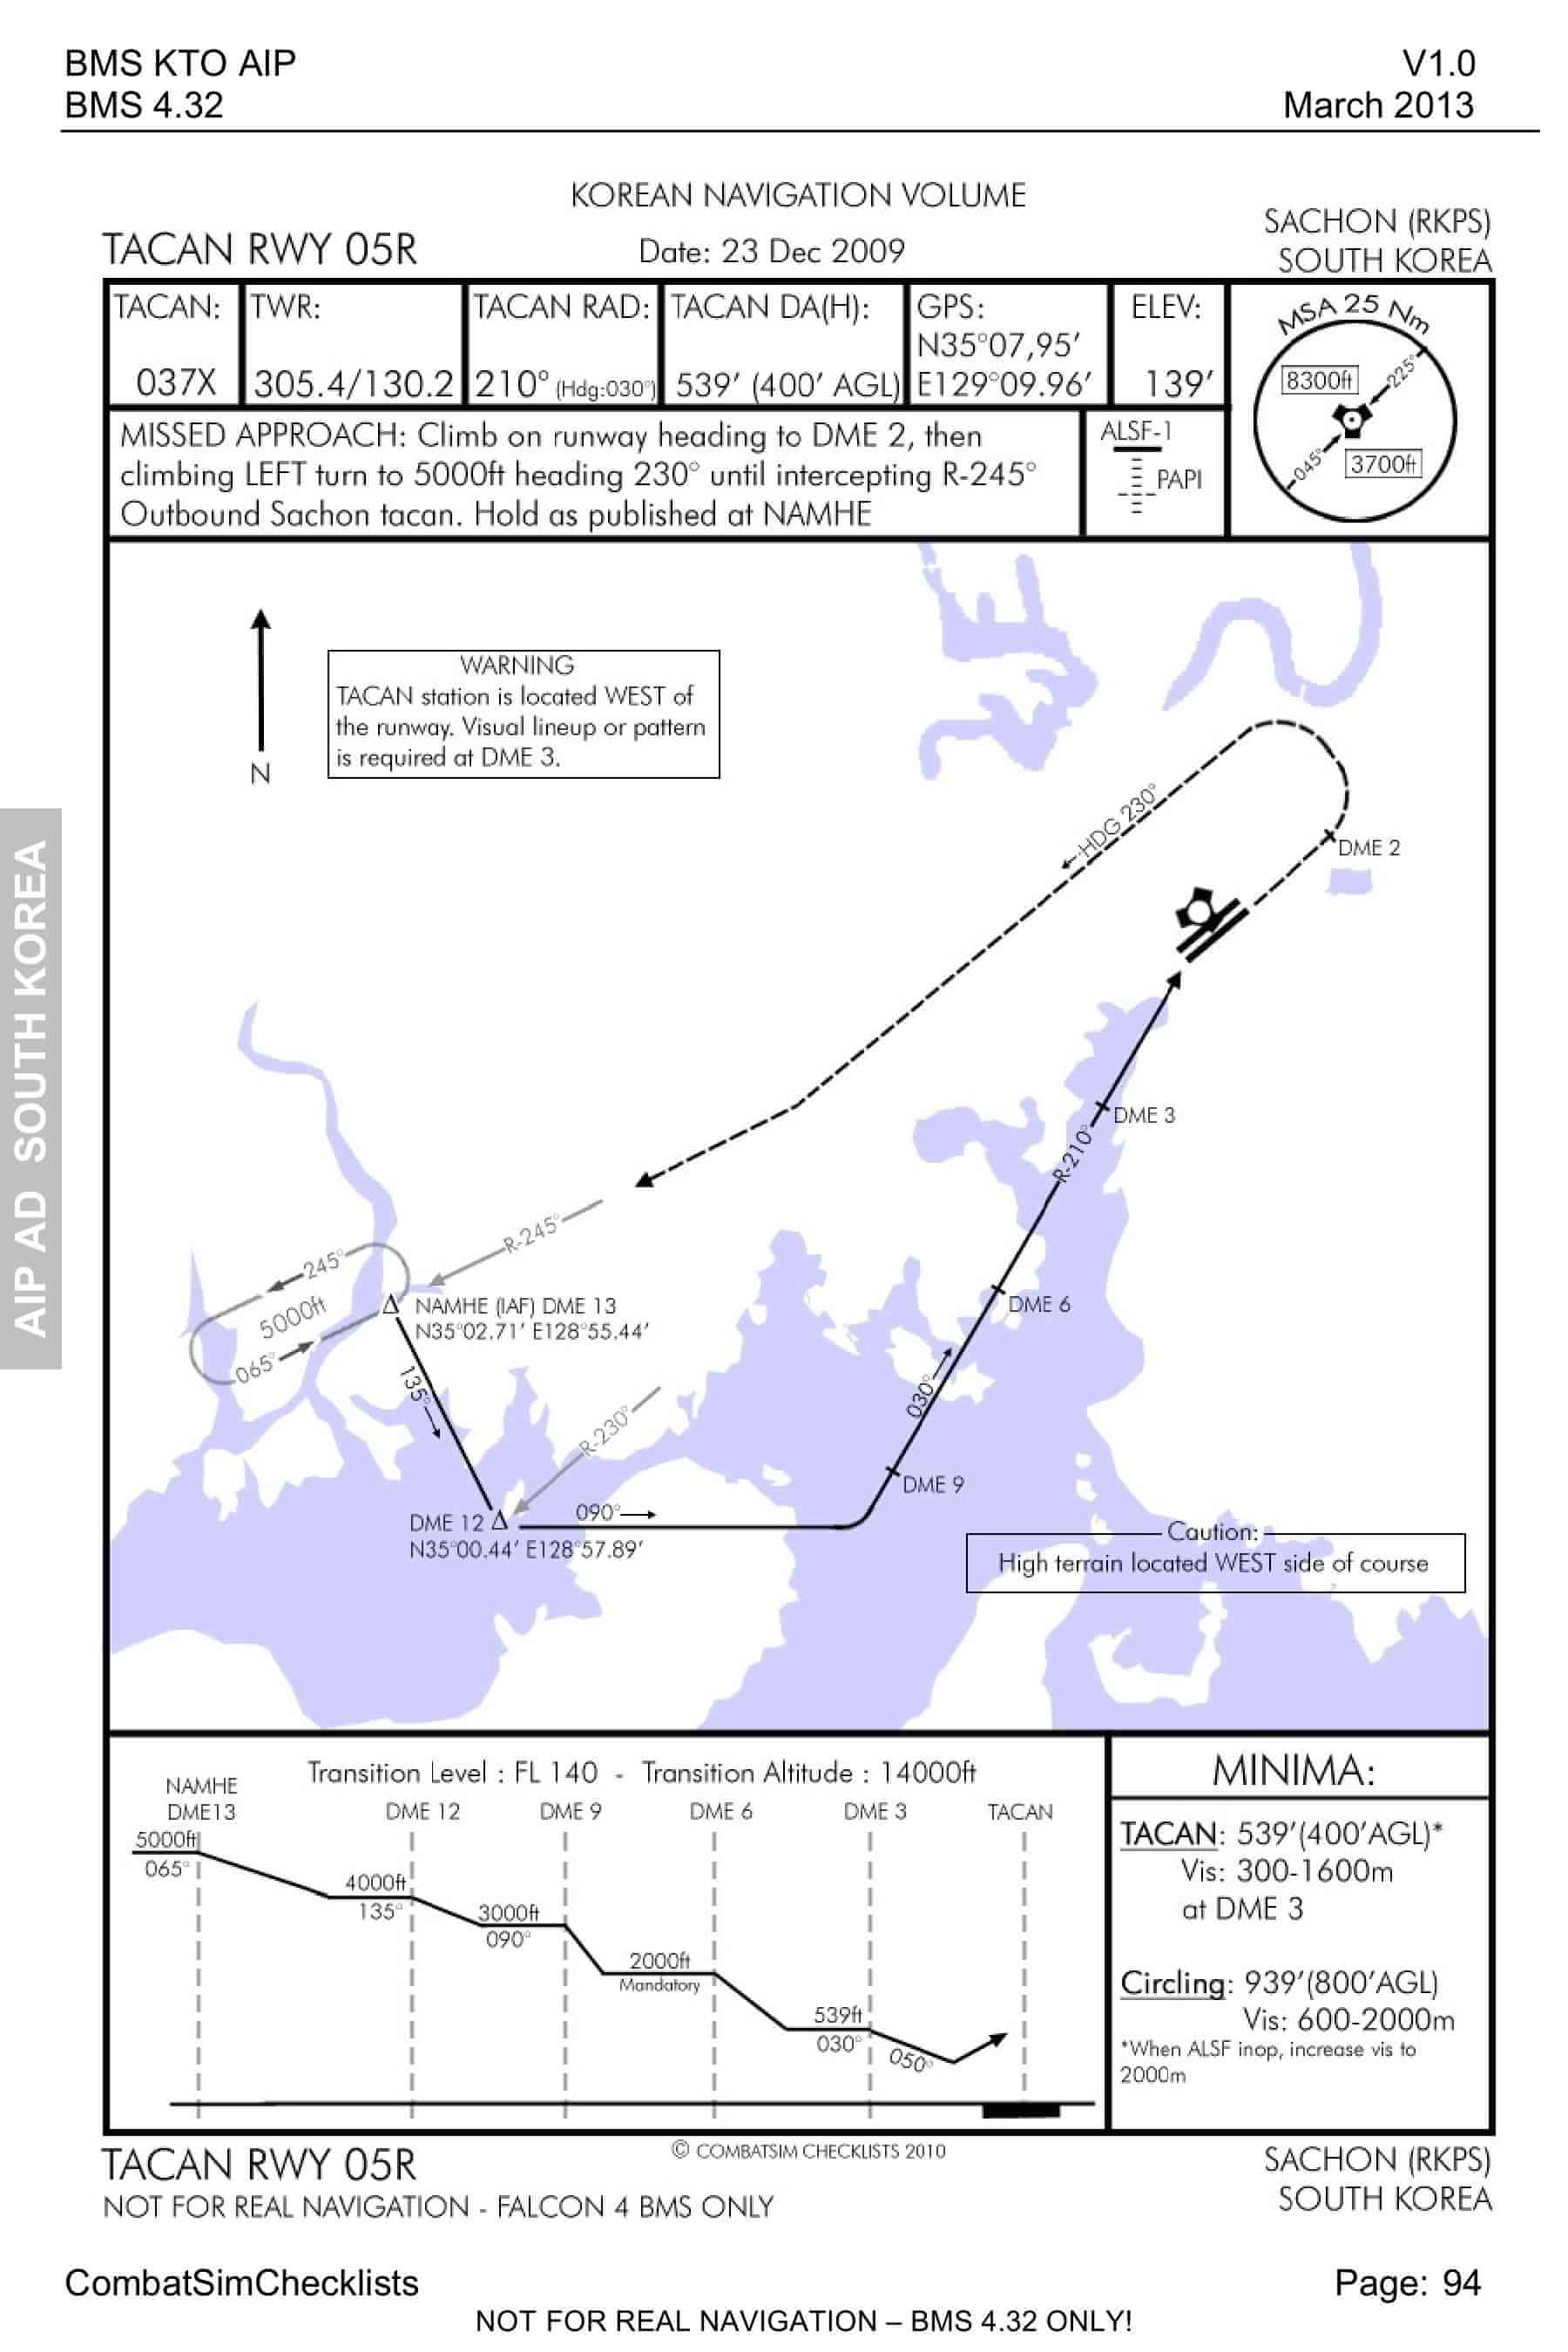 BMS KTO AIP
V1.0
BMS 4.32
March 2013
KOREAN NAVIGATION VOLUME
TACAN RWY 05R
Date: 23 Dec 2009
SACHON (RKPS)
SOUTH KOREA
TACAN:
037X
TWR:
305.4/130.2
TACAN RAD:
210° (Hdg:030°)
TACAN DA(H):
539' (400' AGL)
GPS:
N35°07,95'
E129°09.96'
ELEV:
139'
MSA 25 Nm
8300ft
225°
045°
3700ft
MISSED APPROACH: Climb on runway heading to DME 2, then
climbing LEFT turn to 5000ft heading 230° until intercepting R-245°
Outbound Sachon tacan. Hold as published at NAMHE
ALSF-1
PAPI
WARNING
TACAN station is located WEST of
the runway. Visual lineup or pattern
is required at DME 3.
N
HDG 230°
DME 2
DME 3
R-210°
R-245°
245°
5000ft
065°
NAMHE (IAF) DME 13
N35°02.71' E128°55.44'
DME 6
135°
030°
R-230°
DME 9
090°
DME 12
N35°00.44' E128°57.89'
Caution:
High terrain located WEST side of course
AIP AD SOUTH KOREA
Transition Level : FL 140 - Transition Altitude : 14000ft
NAMHE
DME13
DME 12
DME 9
DME 6
DME 3
TACAN
5000ft
065°
4000ft
135°
3000ft
090°
2000ft
Mandatory
539ft
030°
050°
MINIMA:
TACAN: 539'(400'AGL)*
Vis: 300-1600m
at DME 3
Circling: 939'(800'AGL)
Vis: 600-2000m
*When ALSF inop, increase vis to
2000m
TACAN RWY 05R
© COMBATSIM CHECKLISTS 2010
SACHON (RKPS)
NOT FOR REAL NAVIGATION - FALCON 4 BMS ONLY
SOUTH KOREA
CombatSimChecklists
Page: 94
NOT FOR REAL NAVIGATION – BMS 4.32 ONLY!